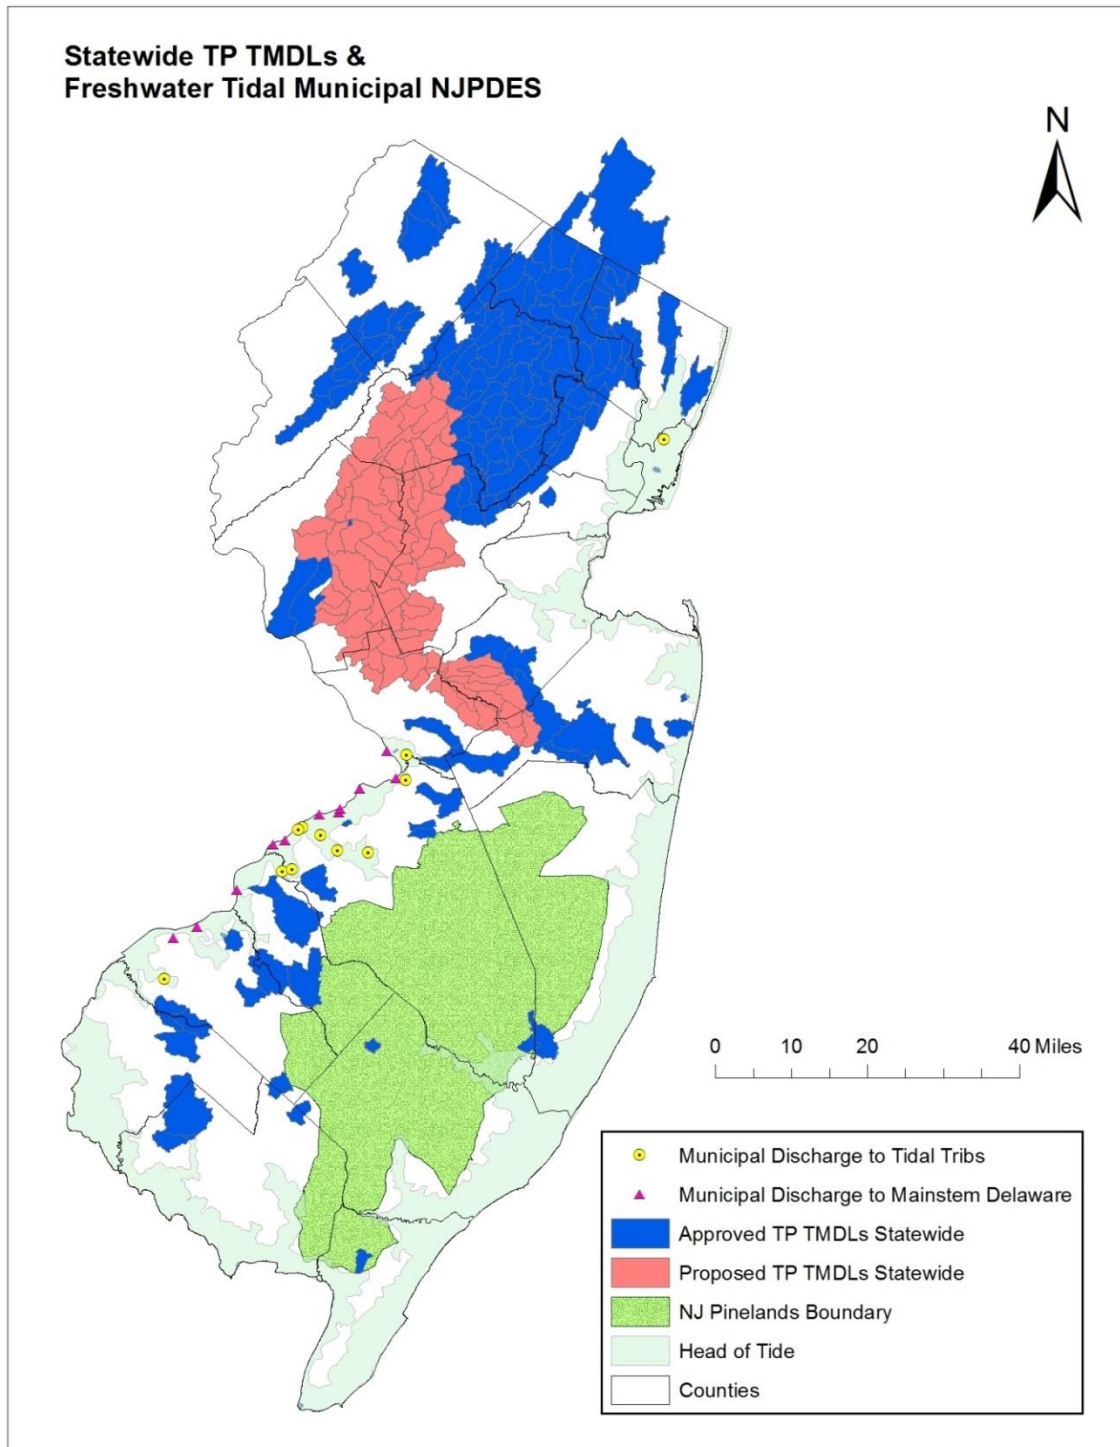 Statewide TP TMDLs &
Freshwater Tidal Municipal NJPDES
N
0 10 20 40 Miles
Municipal Discharge to Tidal Tribs
Municipal Discharge to Mainstem Delaware
Approved TP TMDLs Statewide
Proposed TP TMDLs Statewide
NJ Pinelands Boundary
Head of Tide
Counties